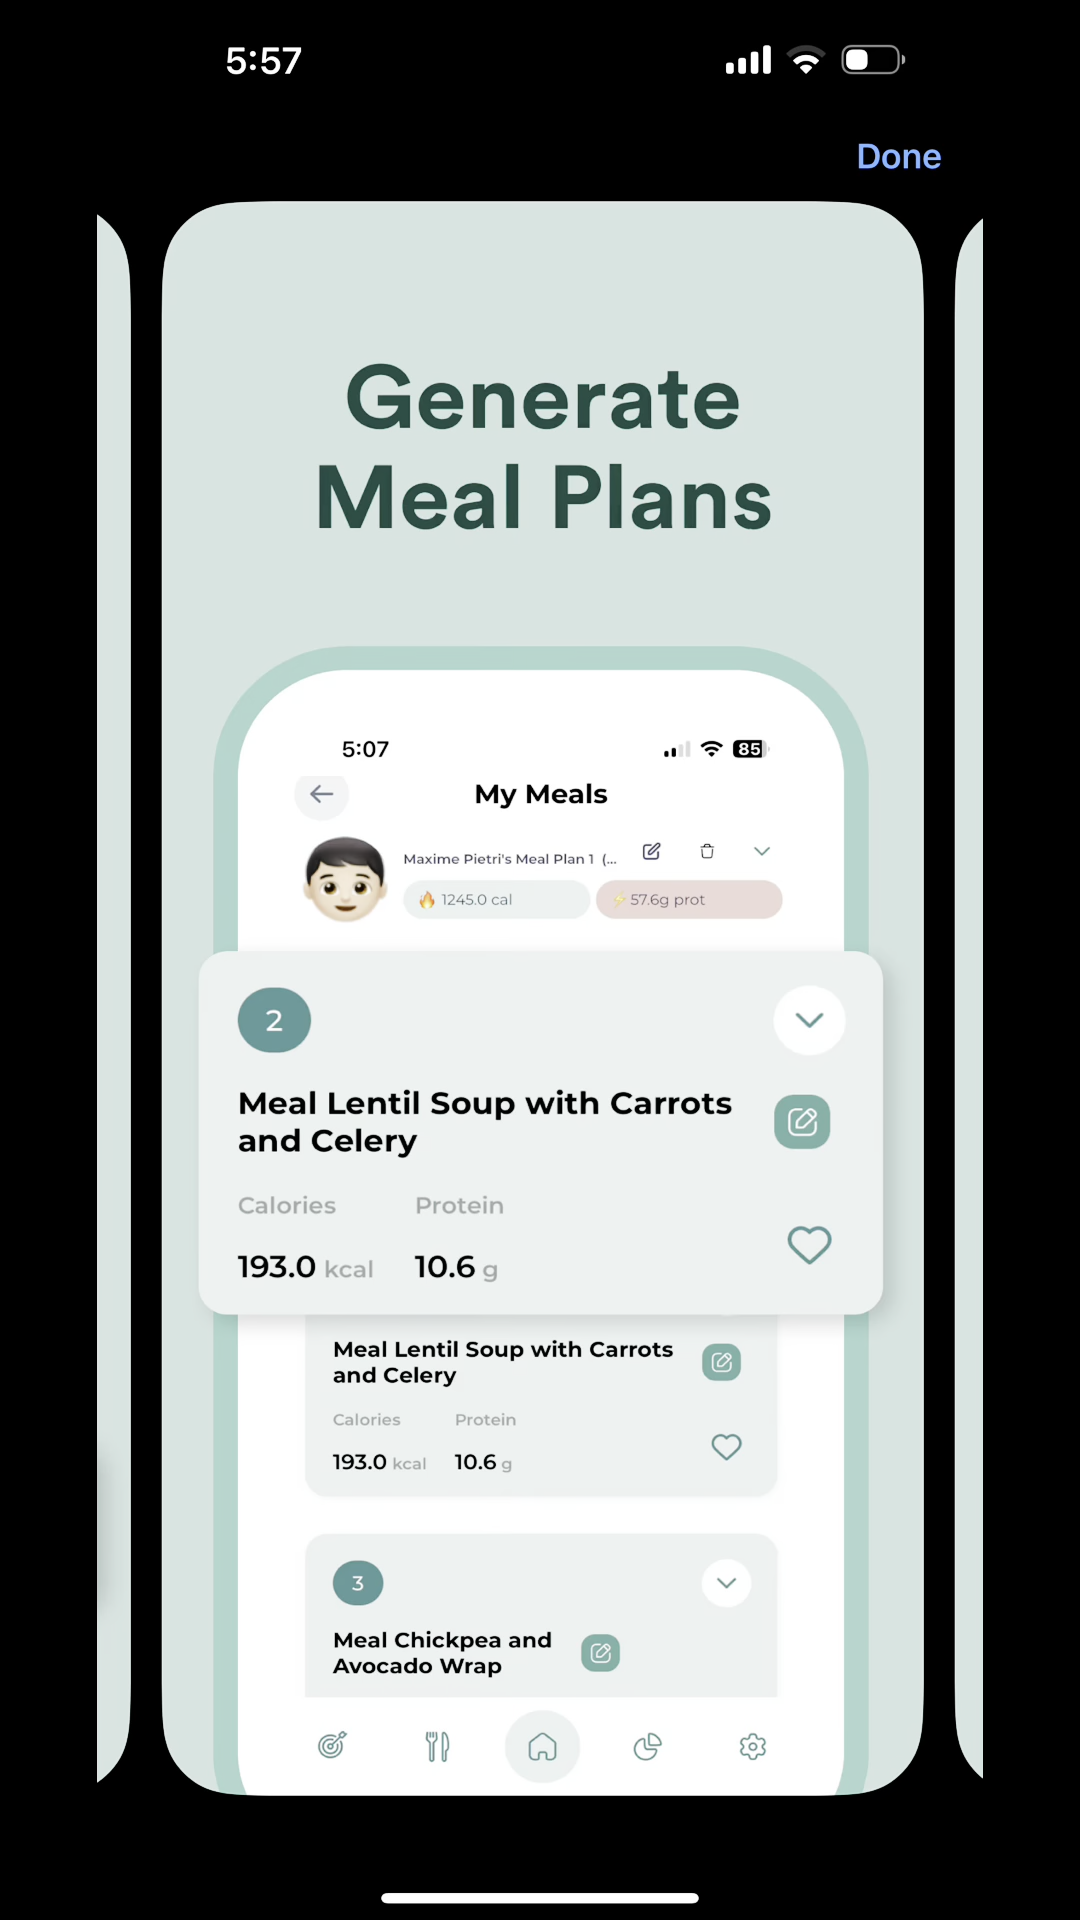 5:57
Done
Generate
Meal Plans
5:07
85
My Meals
Maxime Pietri's Meal Plan 1 (...
🔥 1245.0 cal
⚡ 57.6g prot
2
Meal Lentil Soup with Carrots
and Celery
Calories Protein
193.0 kcal 10.6 g
Meal Lentil Soup with Carrots
and Celery
Calories Protein
193.0 kcal 10.6 g
3
Meal Chickpea and
Avocado Wrap